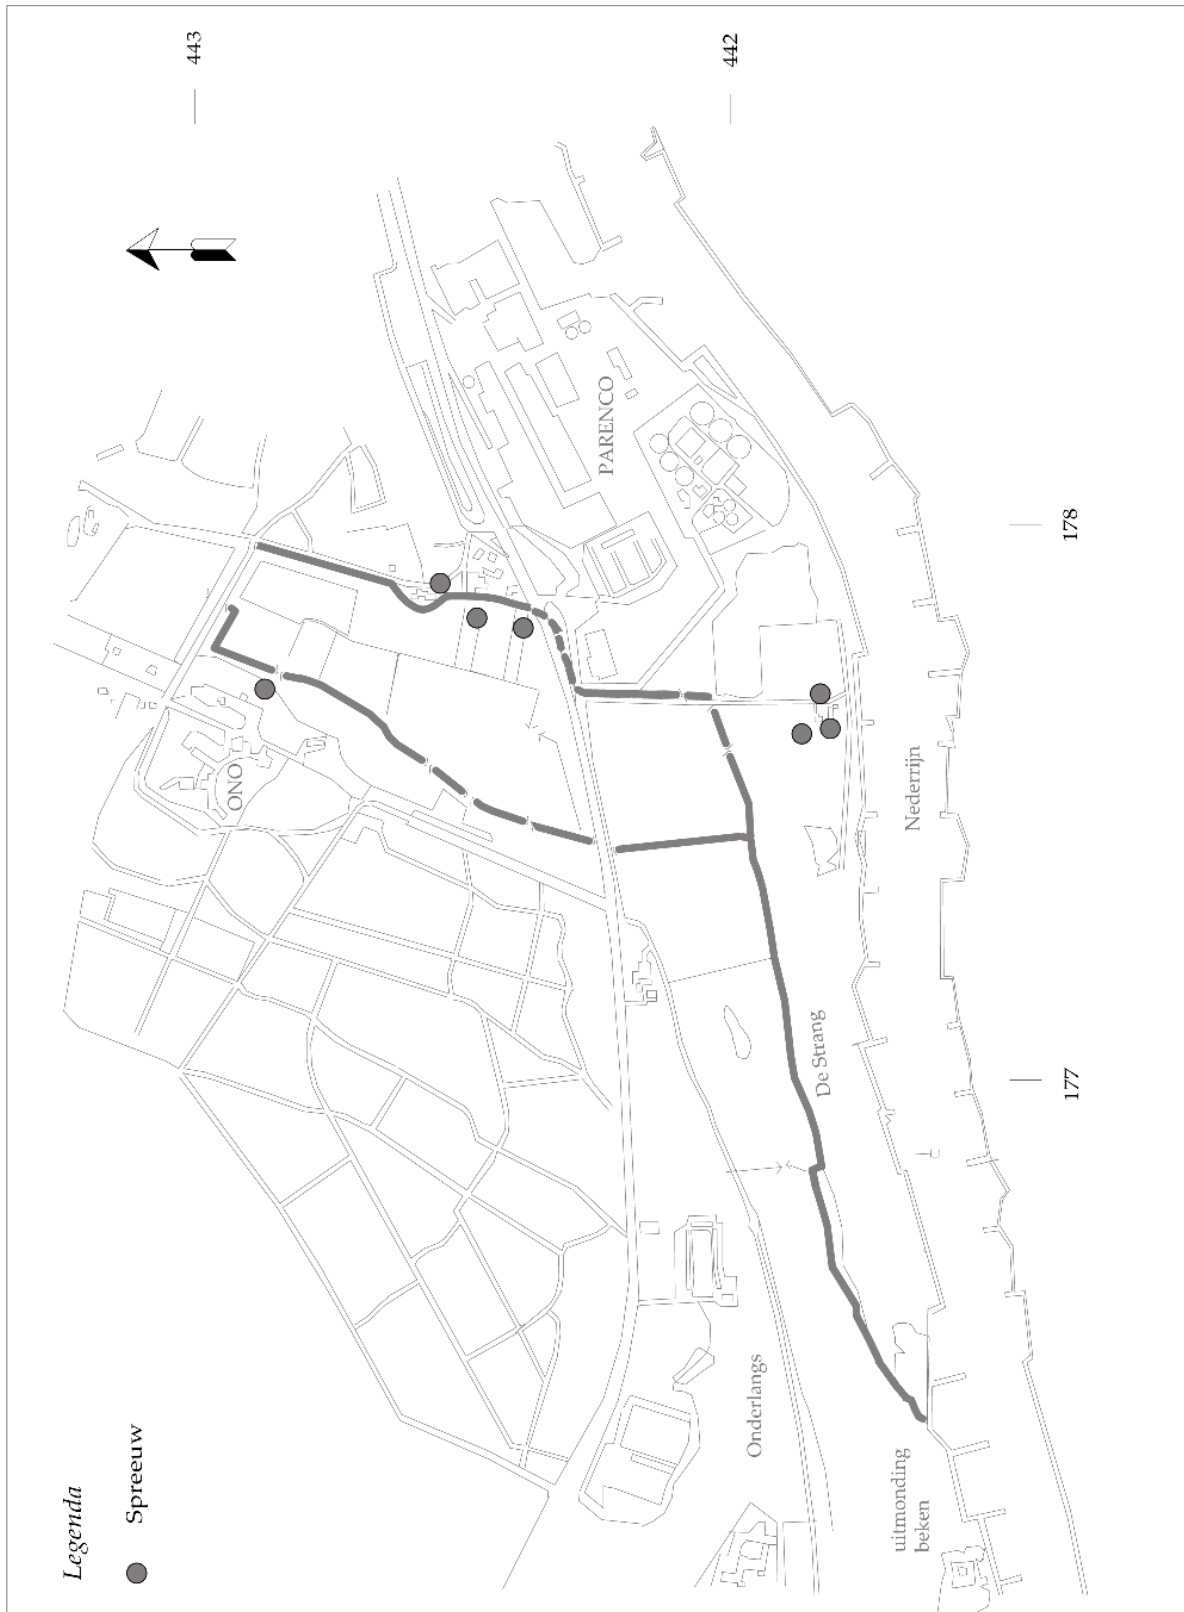 Legenda
Spreeuw
443
442
178
177
ONO
PARENCO
Nederrijn
De Strang
Onderlangs
uitmonding
beken